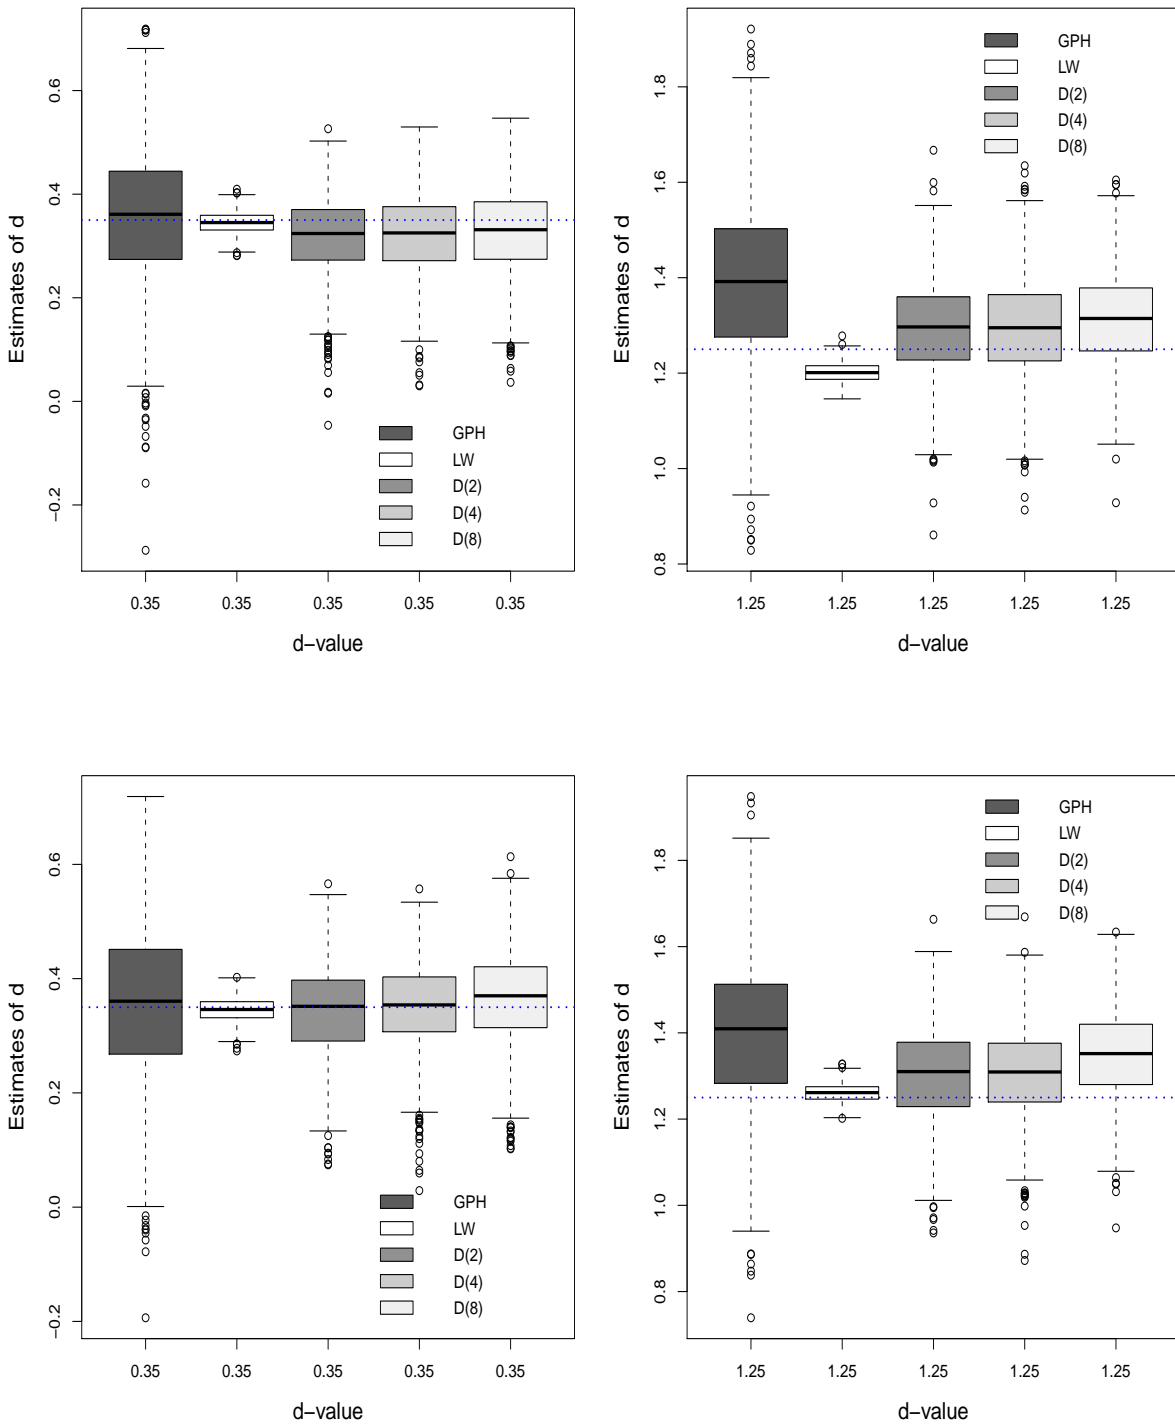 Estimates of d
0.6
0.4
0.2
0.0
−0.2
GPH
LW
D(2)
D(4)
D(8)
0.35 0.35 0.35 0.35 0.35
d−value
Estimates of d
1.8
1.6
1.4
1.2
1.0
0.8
GPH
LW
D(2)
D(4)
D(8)
1.25 1.25 1.25 1.25 1.25
d−value
Estimates of d
0.6
0.4
0.2
0.0
−0.2
GPH
LW
D(2)
D(4)
D(8)
0.35 0.35 0.35 0.35 0.35
d−value
Estimates of d
1.8
1.6
1.4
1.2
1.0
0.8
GPH
LW
D(2)
D(4)
D(8)
1.25 1.25 1.25 1.25 1.25
d−value